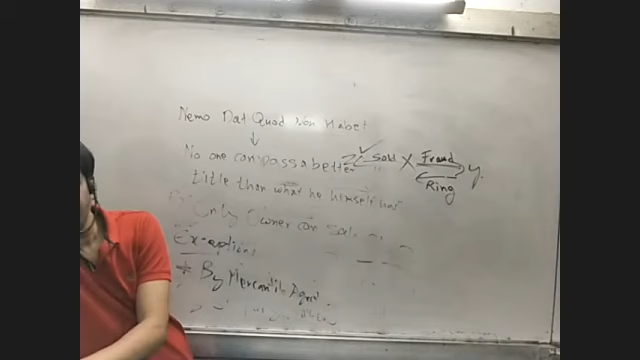 Nemo Dat Quod Non Habet
↓
No one can pass a better
title than what he himself has
Z ✓ Sold X Fraud Y
Ring
Only Owner can Sale
Exceptions
* By Mercantile Agent